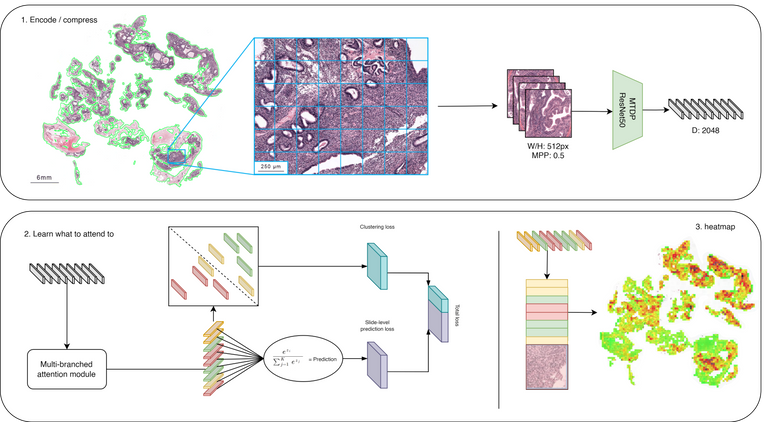 1. Encode / compress
6mm
250 µm
W/H: 512px
MPP: 0.5
MTDP
ResNet50
D: 2048
2. Learn what to attend to
Multi-branched
attention module
Clustering loss
Slide-level
prediction loss
e^{z_i} / \sum_{j=1}^{K} e^{z_j} = Prediction
Total loss
3. heatmap